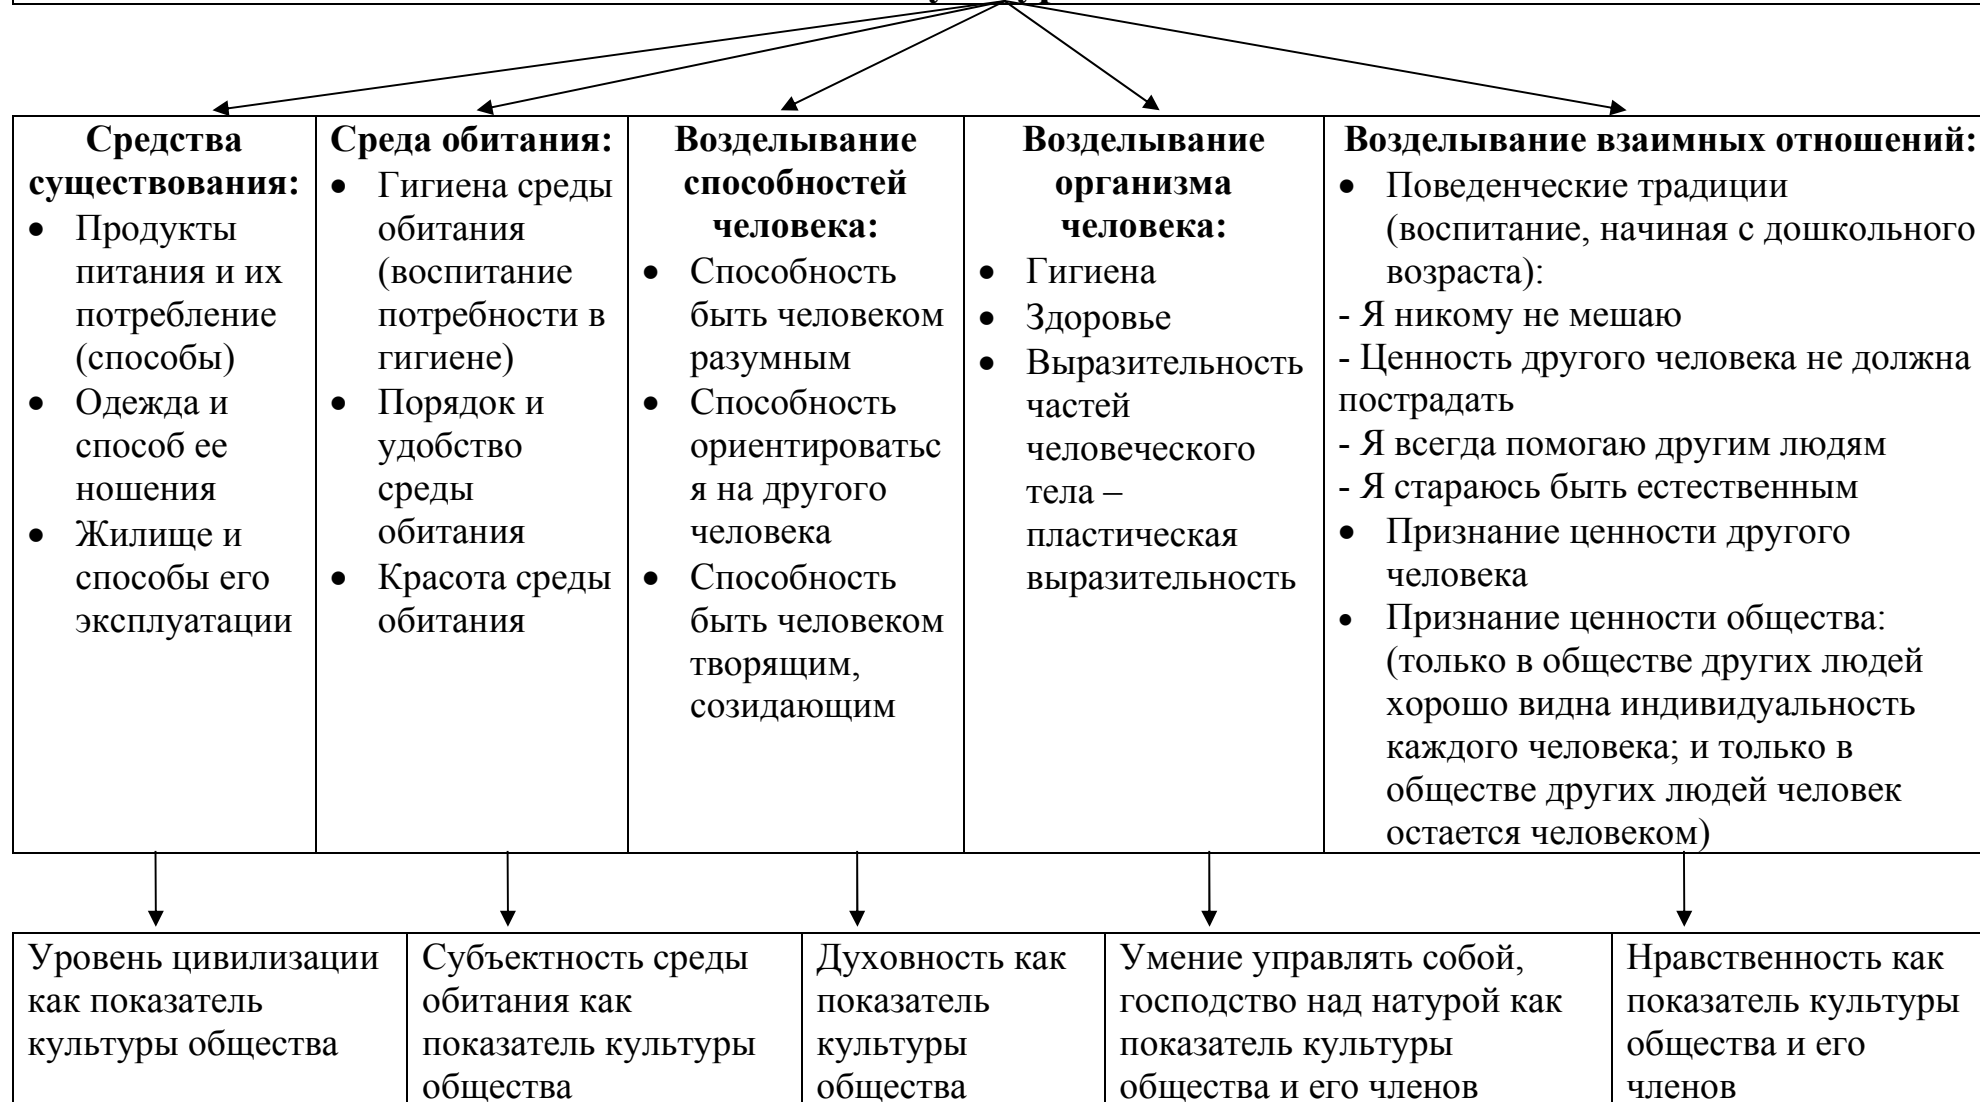 Средства
существования:
• Продукты
питания и их
потребление
(способы)
• Одежда и
способ ее
ношения
• Жилище и
способы его
эксплуатации
Среда обитания:
• Гигиена среды
обитания
(воспитание
потребности в
гигиене)
• Порядок и
удобство
среды
обитания
• Красота среды
обитания
Возделывание
способностей
человека:
• Способность
быть человеком
разумным
• Способность
ориентироватьс
я на другого
человека
• Способность
быть человеком
творящим,
созидающим
Возделывание
организма
человека:
• Гигиена
• Здоровье
• Выразительность
частей
человеческого
тела –
пластическая
выразительность
Возделывание взаимных отношений:
• Поведенческие традиции
(воспитание, начиная с дошкольного
возраста):
- Я никому не мешаю
- Ценность другого человека не должна
пострадать
- Я всегда помогаю другим людям
- Я стараюсь быть естественным
• Признание ценности другого
человека
• Признание ценности общества:
(только в обществе других людей
хорошо видна индивидуальность
каждого человека; и только в
обществе других людей человек
остается человеком)
Уровень цивилизации
как показатель
культуры общества
Субъектность среды
обитания как
показатель культуры
общества
Духовность как
показатель
культуры
общества
Умение управлять собой,
господство над натурой как
показатель культуры
общества и его членов
Нравственность как
показатель культуры
общества и его
членов